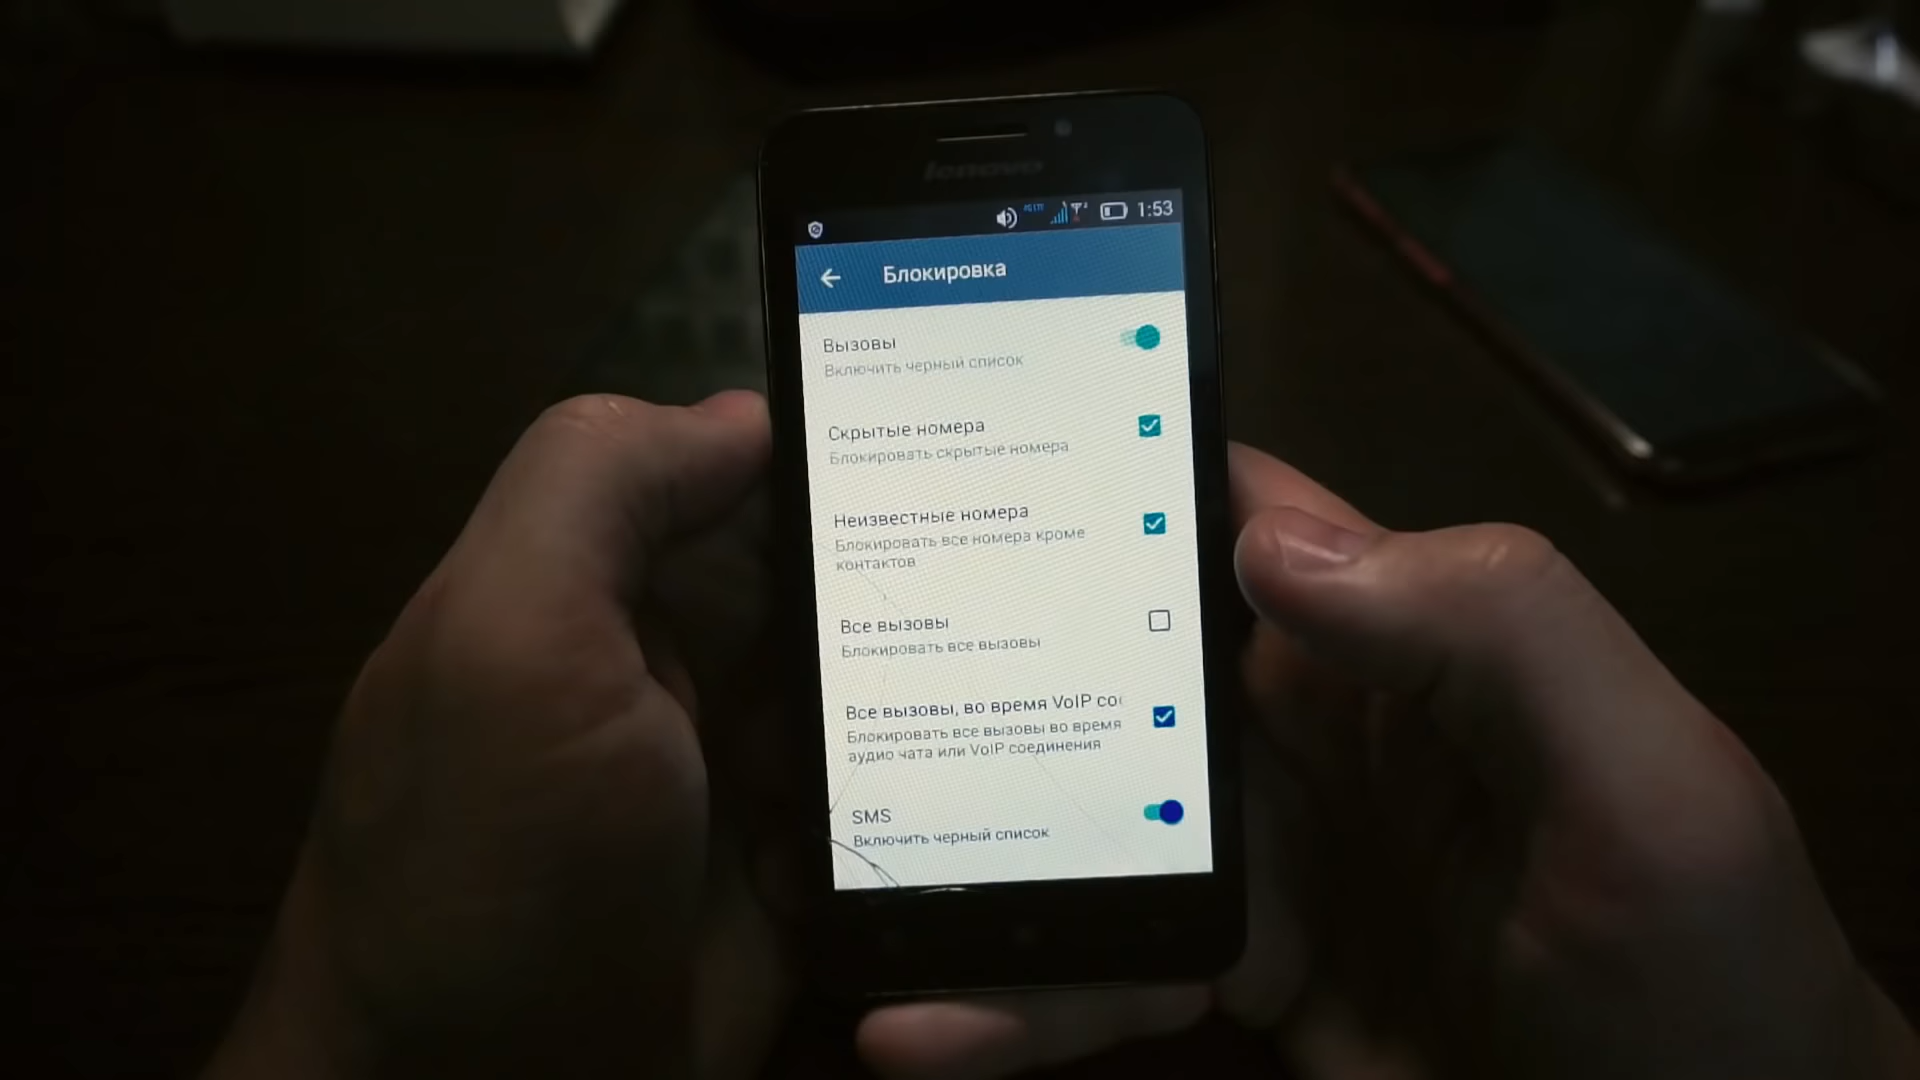 lenovo
1:53
Блокировка
Вызовы
Включить черный список
Скрытые номера
Блокировать скрытые номера
Неизвестные номера
Блокировать все номера кроме
контактов
Все вызовы
Блокировать все вызовы
Все вызовы, во время VoIP со
Блокировать все вызовы во время
аудио чата или VoIP соединения
SMS
Включить черный список